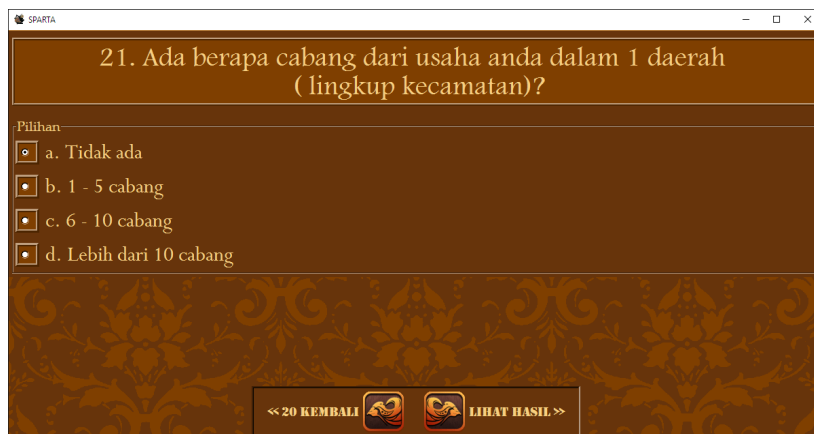 SPARTA
21. Ada berapa cabang dari usaha anda dalam 1 daerah
( lingkup kecamatan)?
Pilihan
a. Tidak ada
b. 1 - 5 cabang
c. 6 - 10 cabang
d. Lebih dari 10 cabang
<< 20 KEMBALI
LIHAT HASIL >>